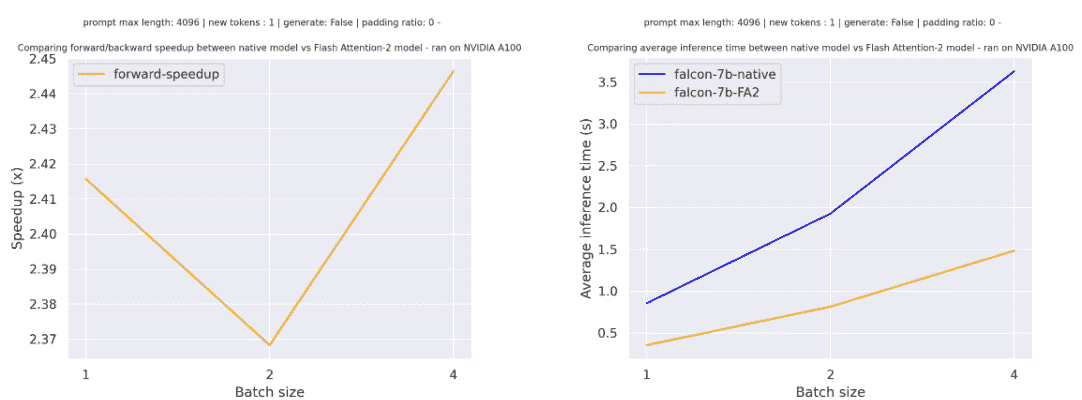 prompt max length: 4096 | new tokens : 1 | generate: False | padding ratio: 0 -
Comparing forward/backward speedup between native model vs Flash Attention-2 model - ran on NVIDIA A100
2.45
forward-speedup
2.44
2.43
2.42
2.41
2.40
2.39
2.38
2.37
Speedup (x)
1
2
4
Batch size
prompt max length: 4096 | new tokens : 1 | generate: False | padding ratio: 0 -
Comparing average inference time between native model vs Flash Attention-2 model - ran on NVIDIA A100
falcon-7b-native
falcon-7b-FA2
3.5
3.0
2.5
2.0
1.5
1.0
0.5
Average inference time (s)
1
2
4
Batch size